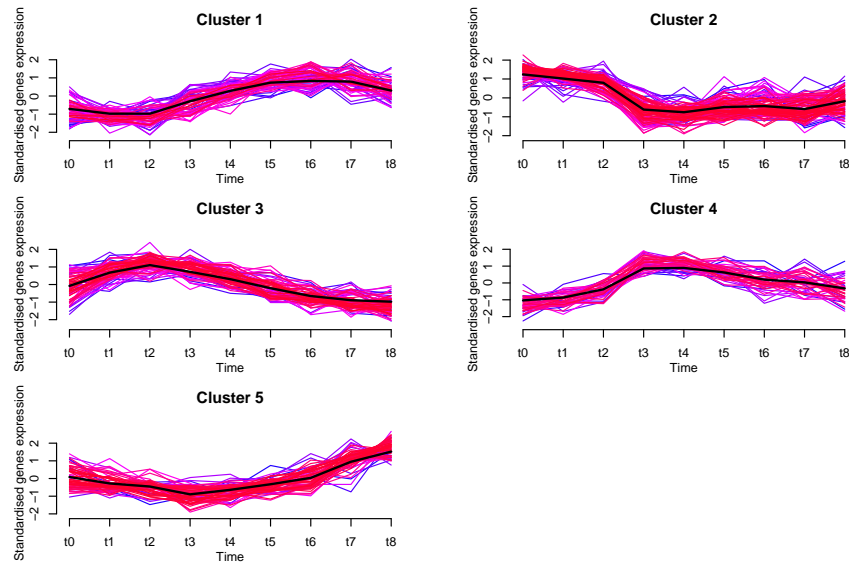 Cluster 1
Standardised genes expression
2
1
0
−1
−2
t0 t1 t2 t3 t4 t5 t6 t7 t8
Time
Cluster 2
Standardised genes expression
2
1
0
−1
−2
t0 t1 t2 t3 t4 t5 t6 t7 t8
Time
Cluster 3
Standardised genes expression
2
1
0
−1
−2
t0 t1 t2 t3 t4 t5 t6 t7 t8
Time
Cluster 4
Standardised genes expression
2
1
0
−1
−2
t0 t1 t2 t3 t4 t5 t6 t7 t8
Time
Cluster 5
Standardised genes expression
2
1
0
−1
−2
t0 t1 t2 t3 t4 t5 t6 t7 t8
Time